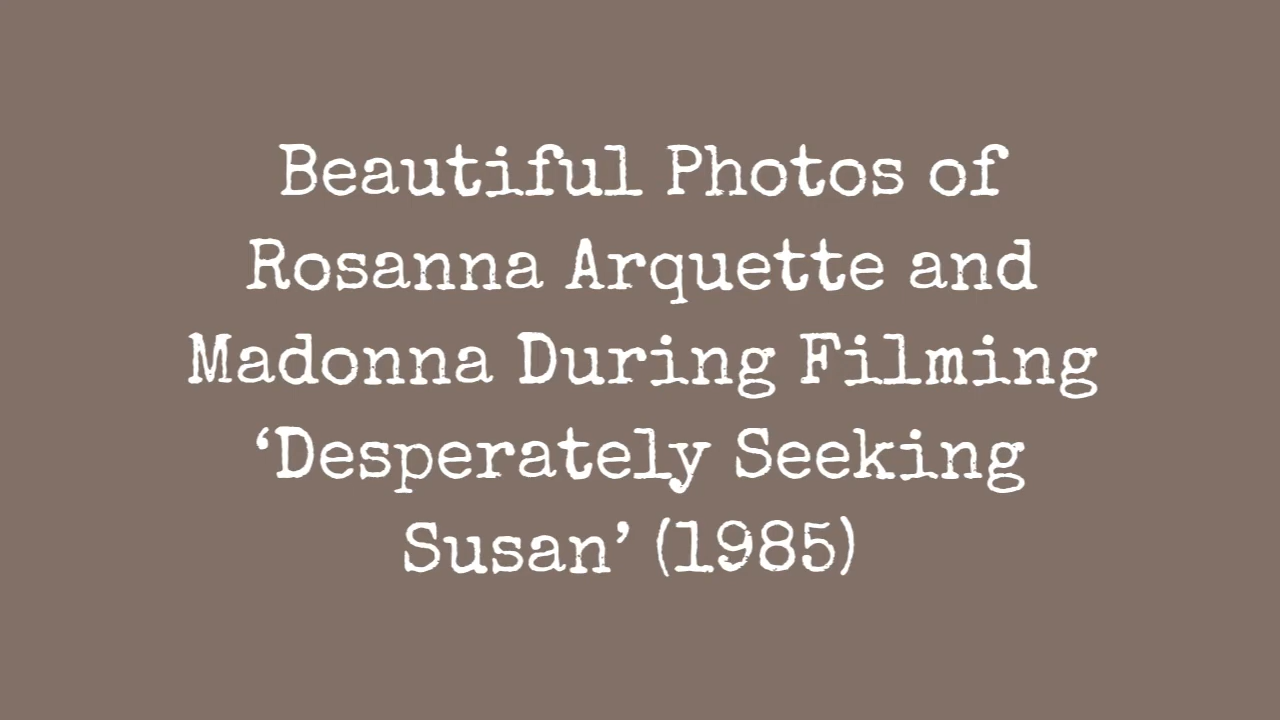 Beautiful Photos of
Rosanna Arquette and
Madonna During Filming
‘Desperately Seeking
Susan’ (1985)